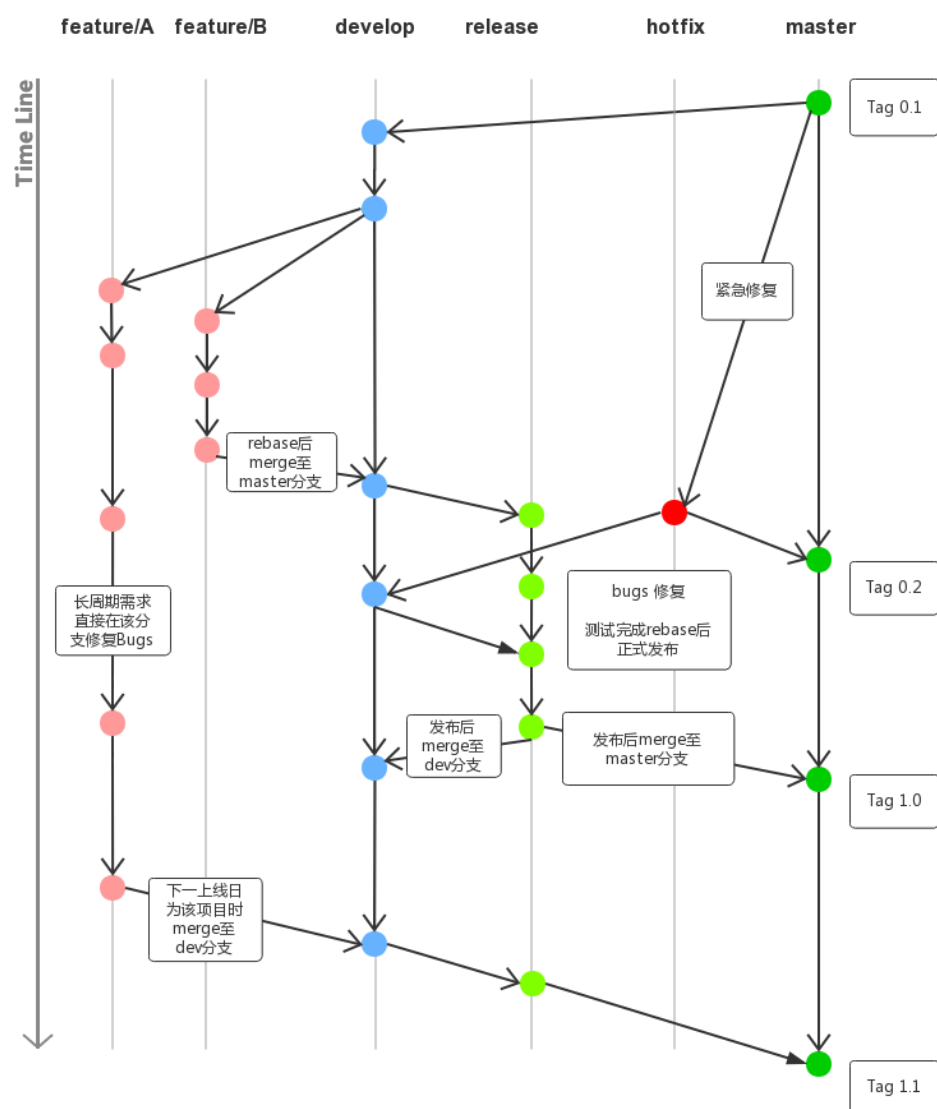 feature/A
feature/B
develop
release
hotfix
master
Time Line
Tag 0.1
紧急修复
rebase后
merge至
master分支
Tag 0.2
bugs 修复
测试完成rebase后
正式发布
长周期需求
直接在该分
支修复Bugs
发布后
merge至
dev分支
发布后merge至
master分支
Tag 1.0
下一上线日
为该项目时
merge至
dev分支
Tag 1.1